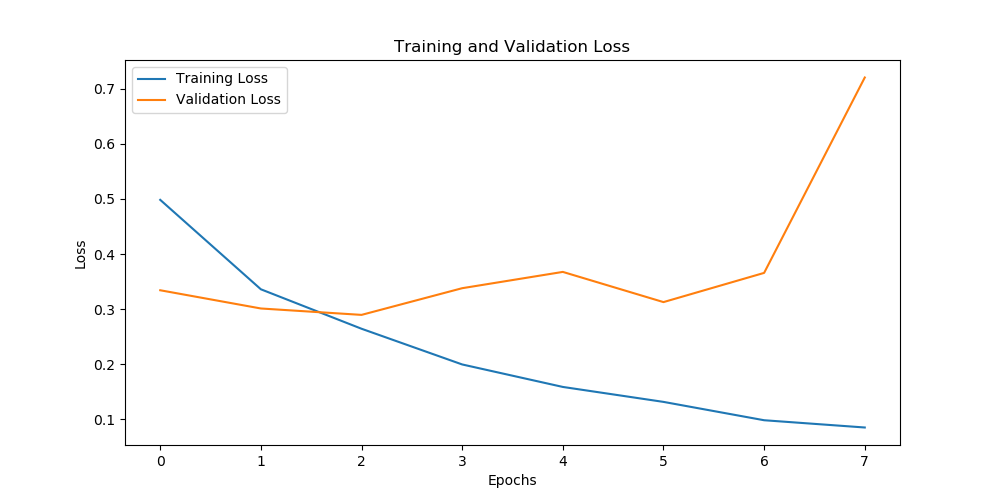 Training and Validation Loss
Training Loss
Validation Loss
0.7
0.6
0.5
0.4
0.3
0.2
0.1
Loss
0 1 2 3 4 5 6 7
Epochs